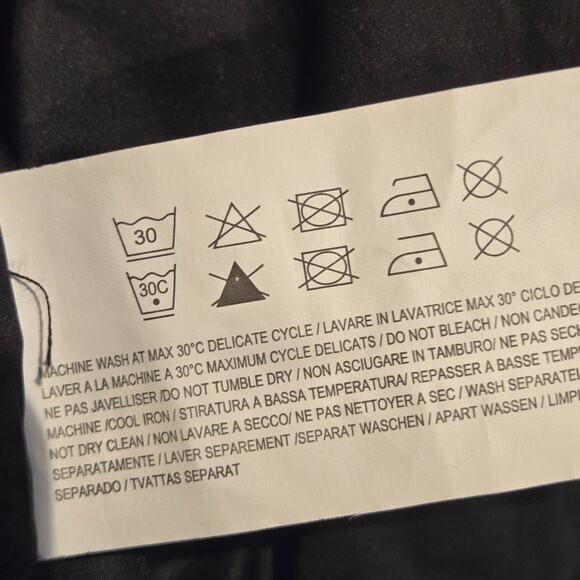 30
30C
MACHINE WASH AT MAX 30°C DELICATE CYCLE / LAVARE IN LAVATRICE MAX 30° CICLO DE
LAVER A LA MACHINE A 30°C MAXIMUM CYCLE DELICATS / DO NOT BLEACH / NON CANDEG
NE PAS JAVELLISER /DO NOT TUMBLE DRY / NON ASCIUGARE IN TAMBURO/ NE PAS SECH
MACHINE /COOL IRON / STIRATURA A BASSA TEMPERATURA/ REPASSER A BASSE TEMP
NOT DRY CLEAN / NON LAVARE A SECCO/ NE PAS NETTOYER A SEC / WASH SEPARATEL
SEPARATAMENTE / LAVER SEPAREMENT /SEPARAT WASCHEN / APART WASSEN / LIMPI
SEPARADO / TVATTAS SEPARAT